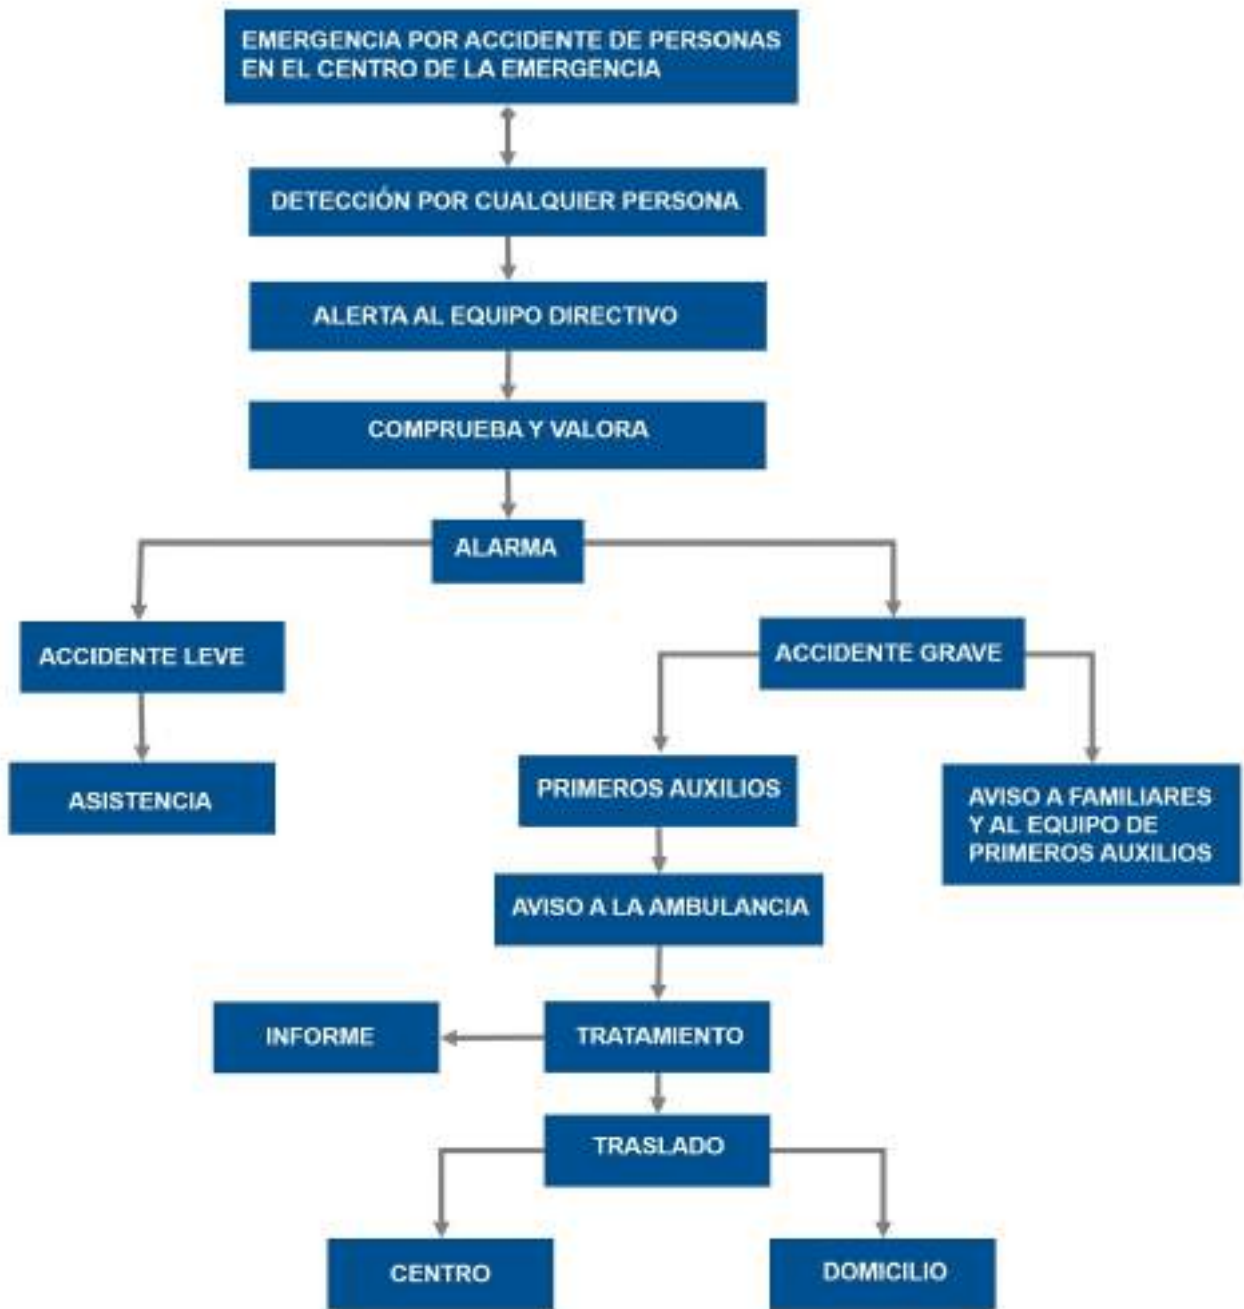 EMERGENCIA POR ACCIDENTE DE PERSONAS
EN EL CENTRO DE LA EMERGENCIA
DETECCIÓN POR CUALQUIER PERSONA
ALERTA AL EQUIPO DIRECTIVO
COMPRUEBA Y VALORA
ALARMA
ACCIDENTE LEVE
ACCIDENTE GRAVE
ASISTENCIA
PRIMEROS AUXILIOS
AVISO A FAMILIARES
Y AL EQUIPO DE
PRIMEROS AUXILIOS
AVISO A LA AMBULANCIA
INFORME
TRATAMIENTO
TRASLADO
CENTRO
DOMICILIO